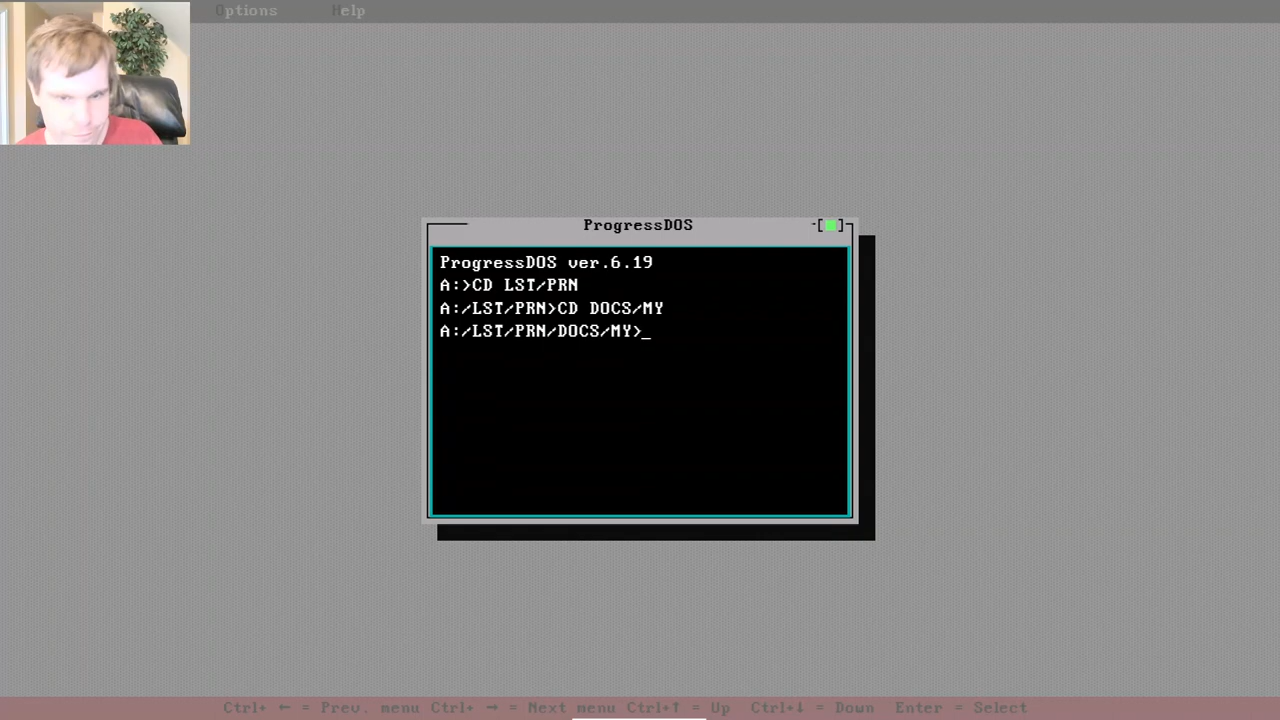 Options Help
ProgressDOS
ProgressDOS ver.6.19
A:>CD LST/PRN
A:/LST/PRN>CD DOCS/MY
A:/LST/PRN/DOCS/MY>_
Ctrl+ ← = Prev. menu Ctrl+ → = Next menu Ctrl+↑ = Up Ctrl+↓ = Down Enter = Select